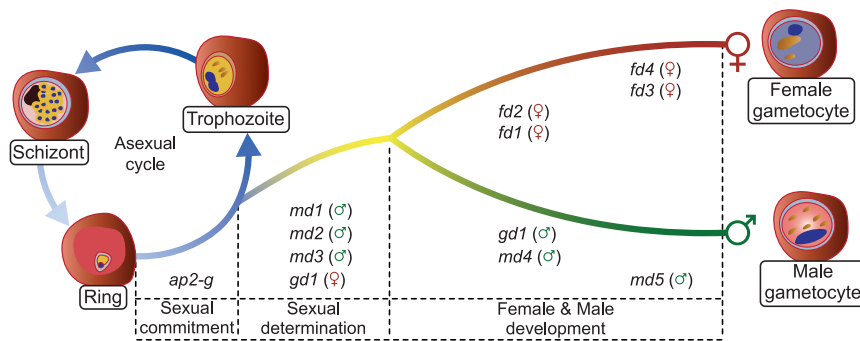 fd4 (♀)
fd3 (♀)
Female
gametocyte
fd2 (♀)
fd1 (♀)
Trophozoite
Asexual
cycle
Schizont
md1 (♂)
md2 (♂)
md3 (♂)
gd1 (♀)
gd1 (♂)
md4 (♂)
md5 (♂)
ap2-g
Ring
Male
gametocyte
Sexual
commitment
Sexual
determination
Female & Male
development